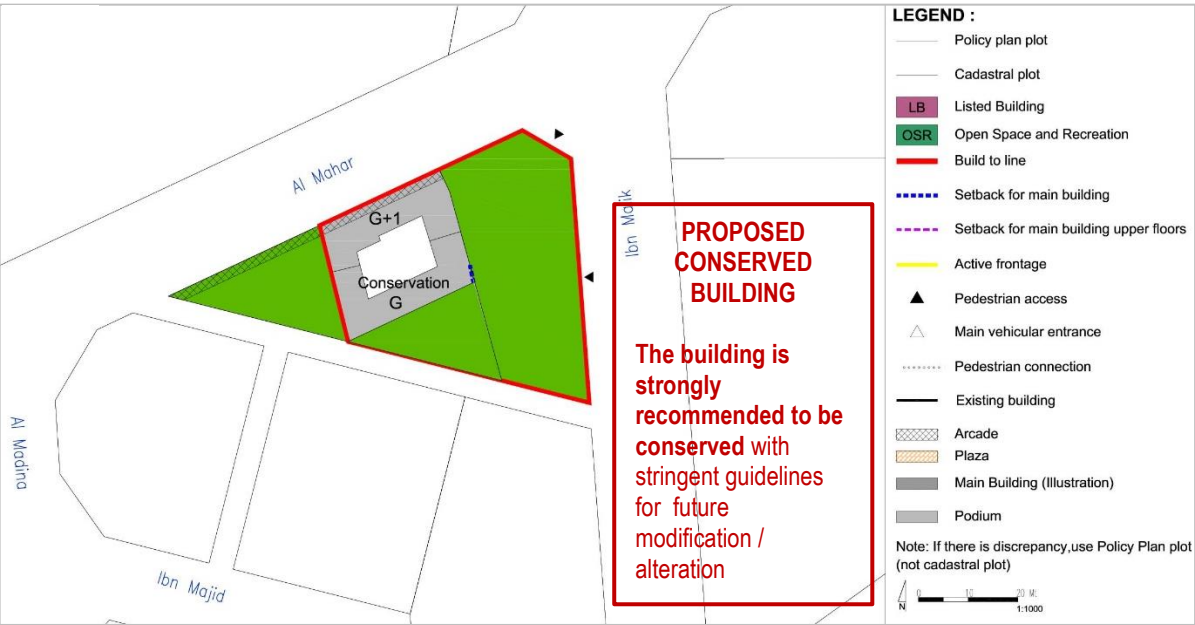 Al Mahar
G+1
Conservation
G
Ibn Malik
Al Madina
Ibn Majid
PROPOSED
CONSERVED
BUILDING
The building is
strongly
recommended to be
conserved with
stringent guidelines
for future
modification /
alteration
LEGEND :
Policy plan plot
Cadastral plot
LB Listed Building
OSR Open Space and Recreation
Build to line
Setback for main building
Setback for main building upper floors
Active frontage
Pedestrian access
Main vehicular entrance
Pedestrian connection
Existing building
Arcade
Plaza
Main Building (Illustration)
Podium
Note: If there is discrepancy,use Policy Plan plot
(not cadastral plot)
0 10 20 Mt.
N 1:1000